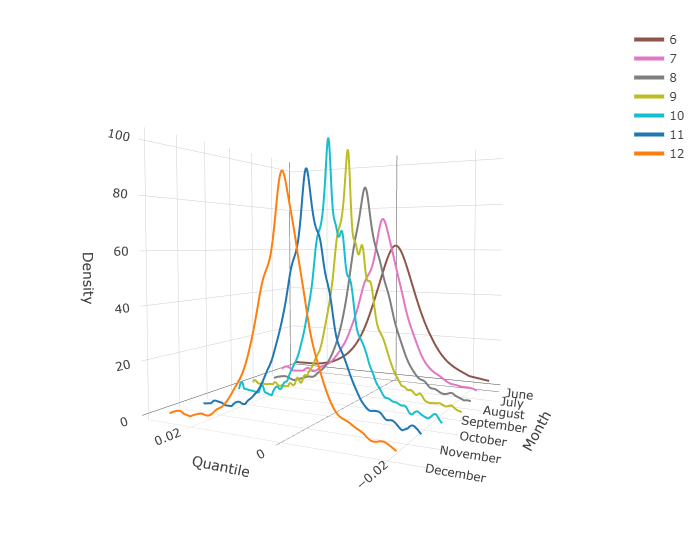 6
7
8
9
10
11
12
100
80
60
40
20
0
Density
0.02
0
−0.02
Quantile
June
July
August
September
October
November
December
Month